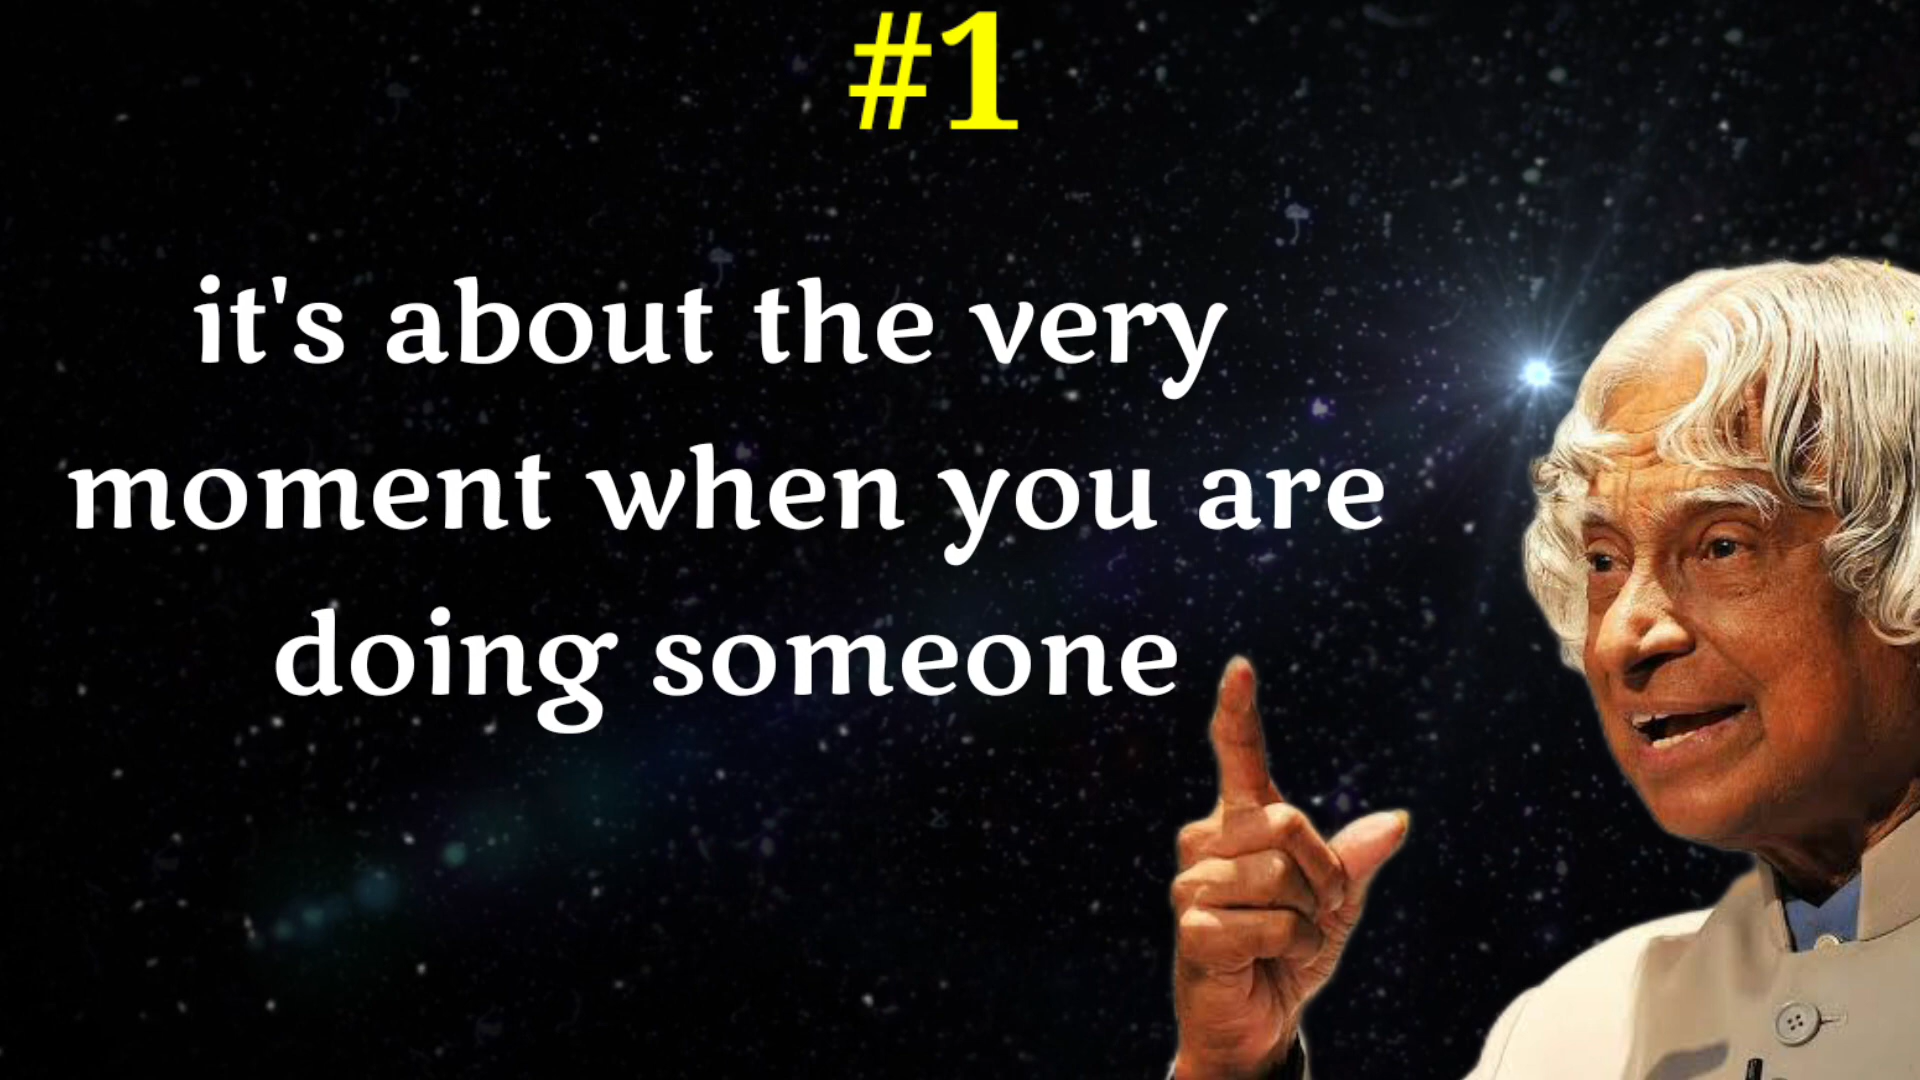 #1
it's about the very
moment when you are
doing someone